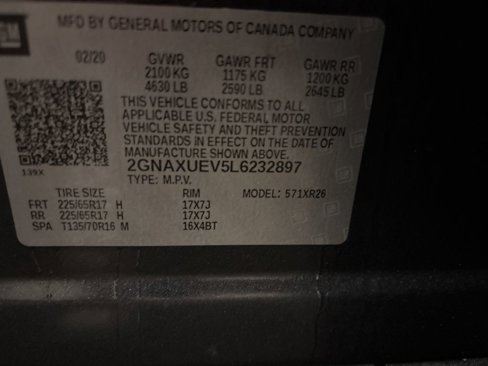 GM
MFD BY GENERAL MOTORS OF CANADA COMPANY
02/20 GVWR GAWR FRT GAWR RR
2100 KG 1175 KG 1200 KG
4630 LB 2590 LB 2645 LB
THIS VEHICLE CONFORMS TO ALL
APPLICABLE U.S. FEDERAL MOTOR
VEHICLE SAFETY AND THEFT PREVENTION
STANDARDS IN EFFECT ON THE DATE OF
MANUFACTURE SHOWN ABOVE.
139X
2GNAXUEV5L6232897
TYPE: M.P.V. MODEL: 571XR26
TIRE SIZE RIM
FRT 225/65R17 H 17X7J
RR 225/65R17 H 17X7J
SPA T135/70R16 M 16X4BT